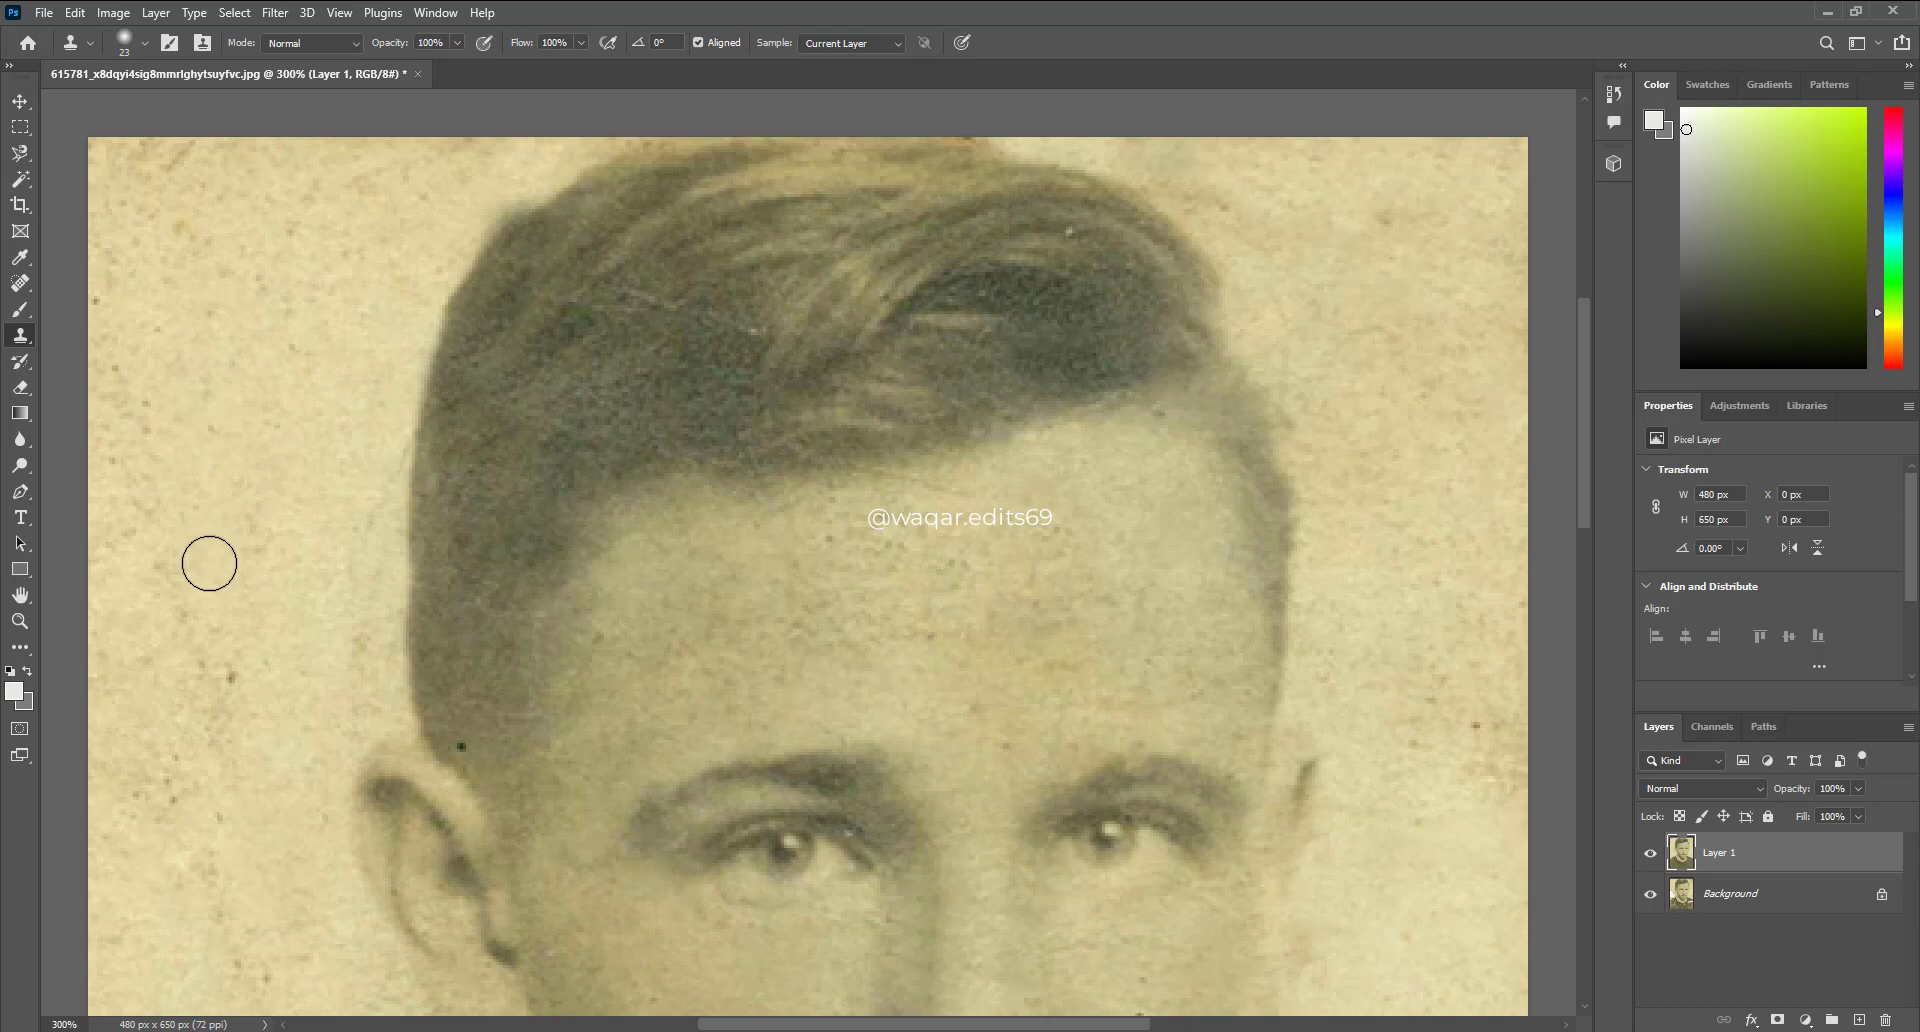 Ps File Edit Image Layer Type Select Filter 3D View Plugins Window Help
23 Mode: Normal Opacity: 100% Flow: 100% 0° Aligned Sample: Current Layer
615781_x8dqyi4sig8mmrlghytsuyfvc.jpg @ 300% (Layer 1, RGB/8#) * ×
Color Swatches Gradients Patterns
Properties Adjustments Libraries
Pixel Layer
Transform
W 480 px X 0 px
H 650 px Y 0 px
0.00°
Align and Distribute
Align:
@waqar.edits69
Layers Channels Paths
Kind
Normal Opacity: 100%
Lock: Fill: 100%
Layer 1
Background
fx
300% 480 px x 650 px (72 ppi)